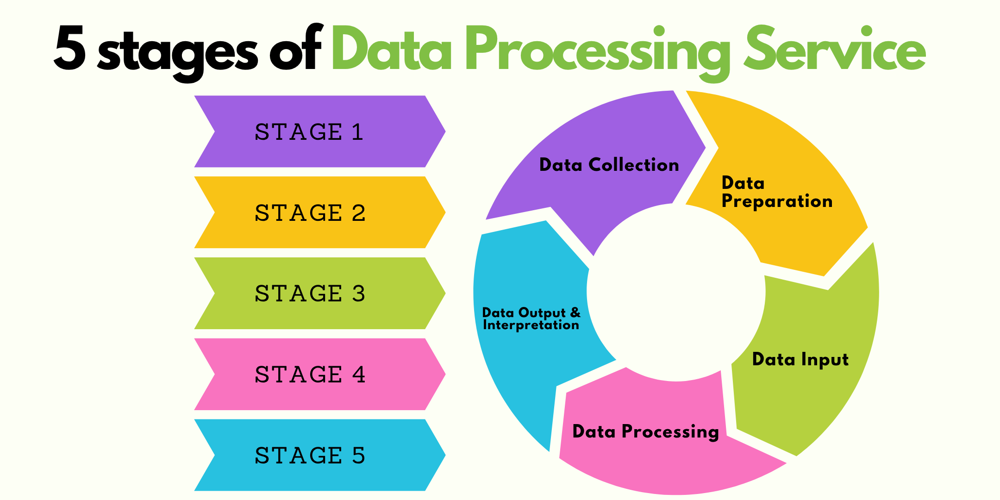 5 stages of Data Processing Service
STAGE 1
STAGE 2
STAGE 3
STAGE 4
STAGE 5
Data Collection
Data
Preparation
Data Input
Data Processing
Data Output &
Interpretation